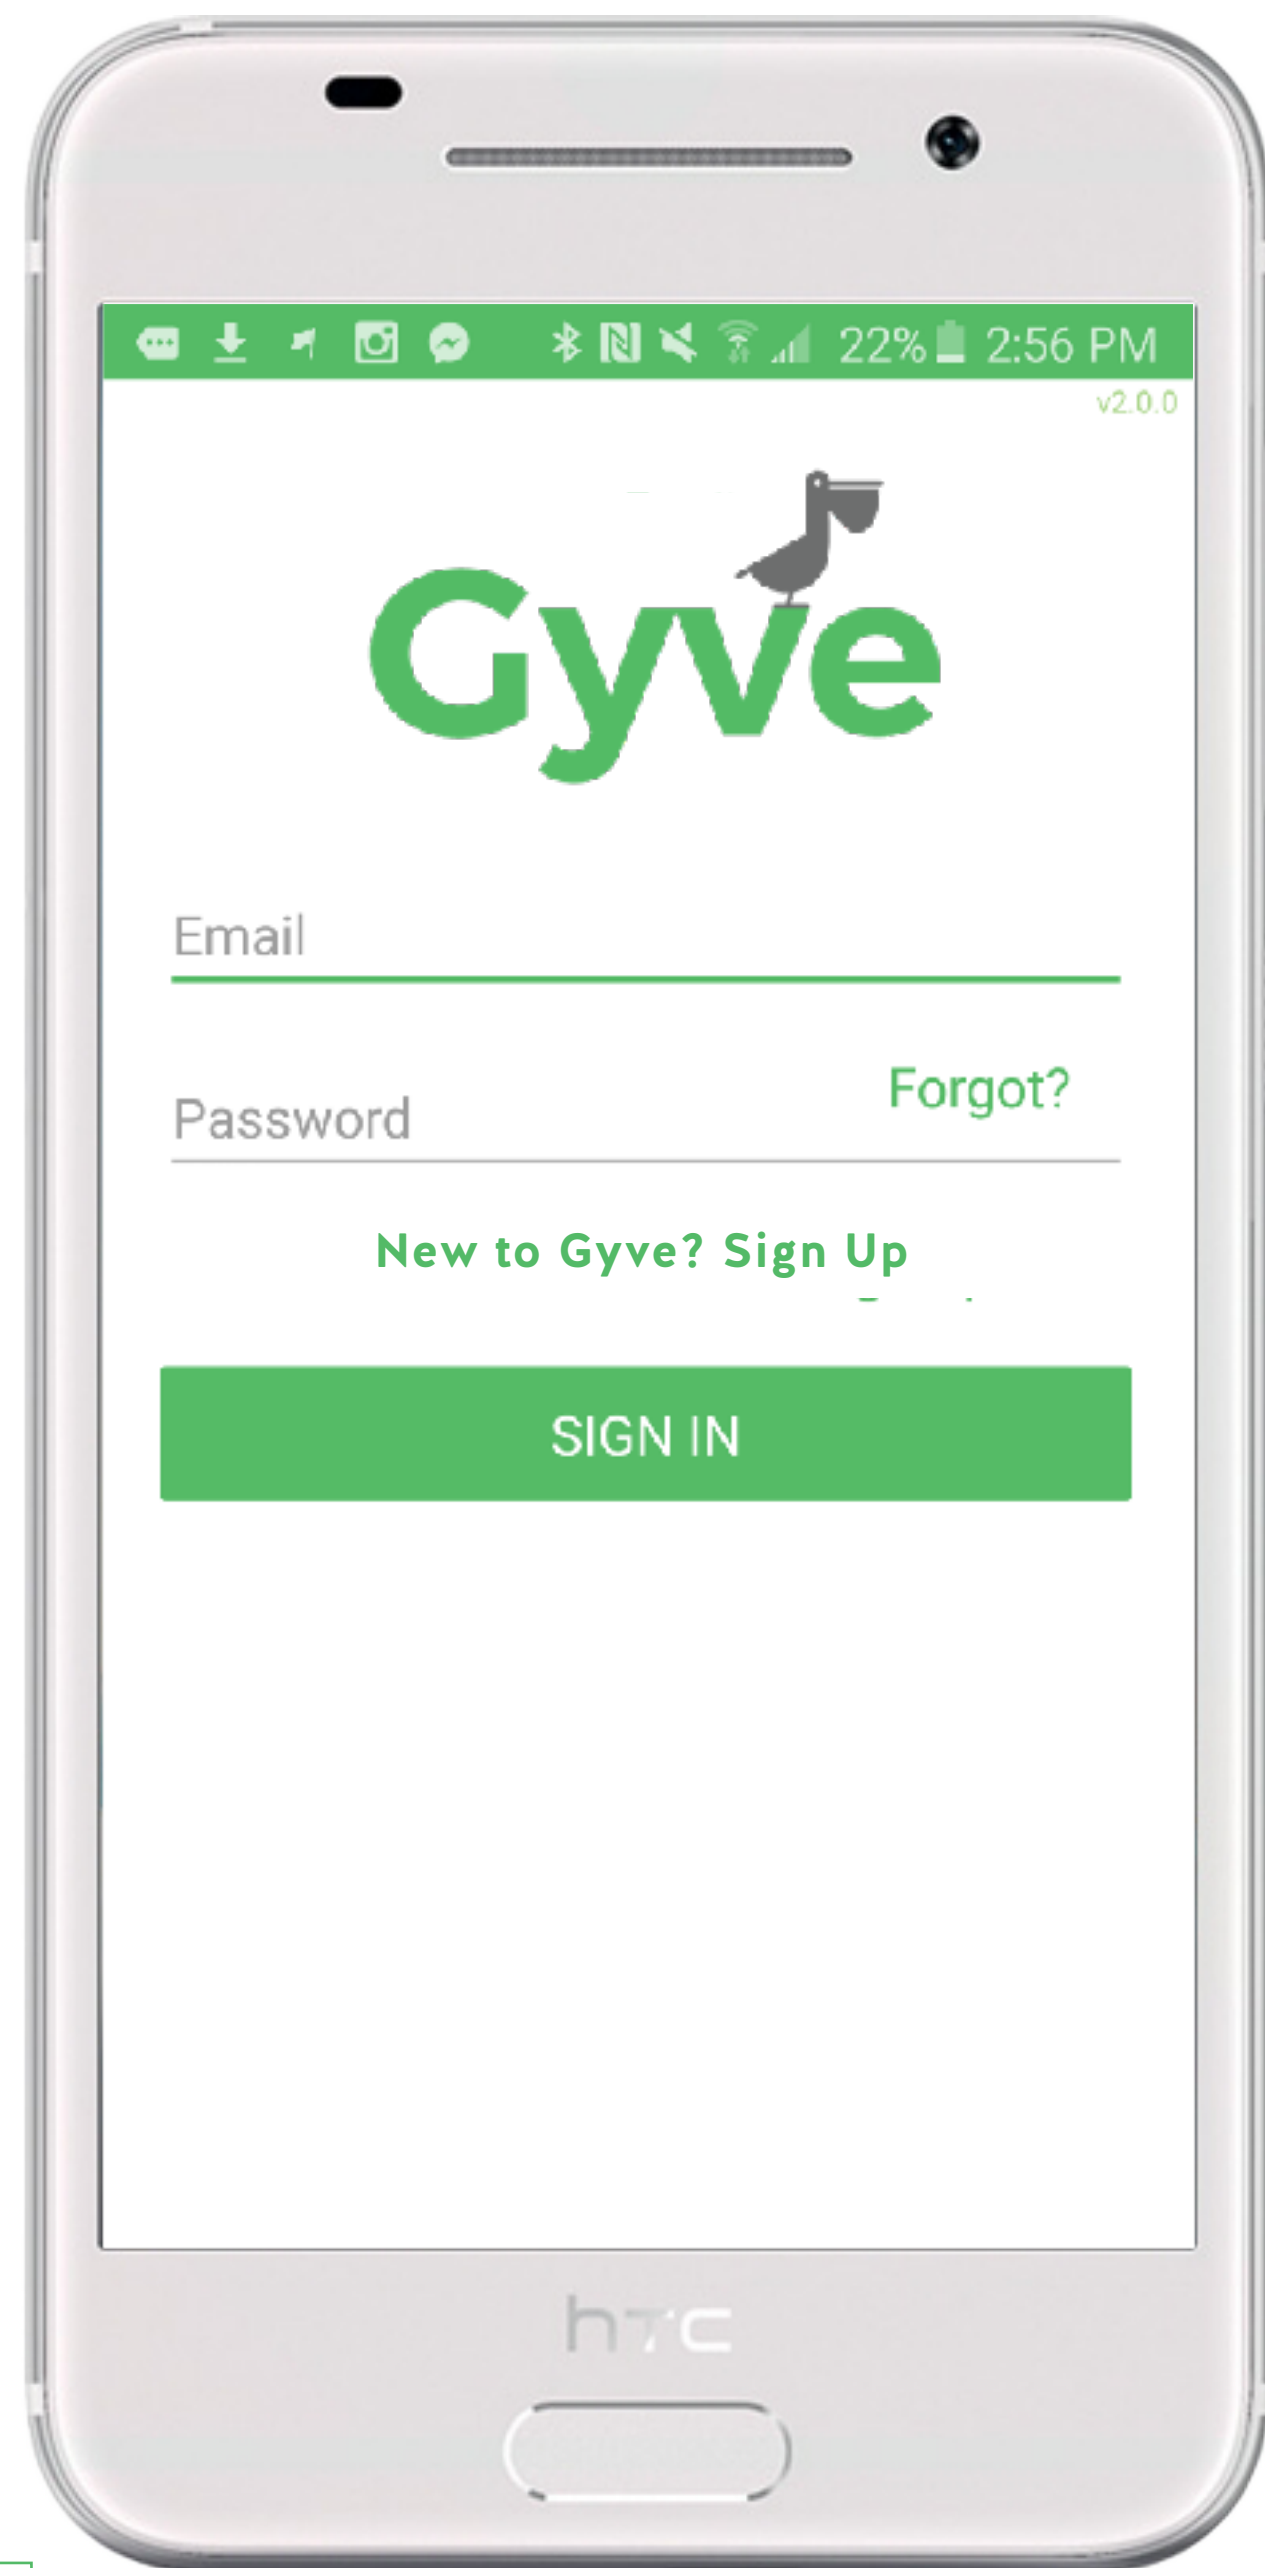 22% 2:56 PM
v2.0.0
Gyve
Email
Forgot?
Password
New to Gyve? Sign Up
SIGN IN
hTC